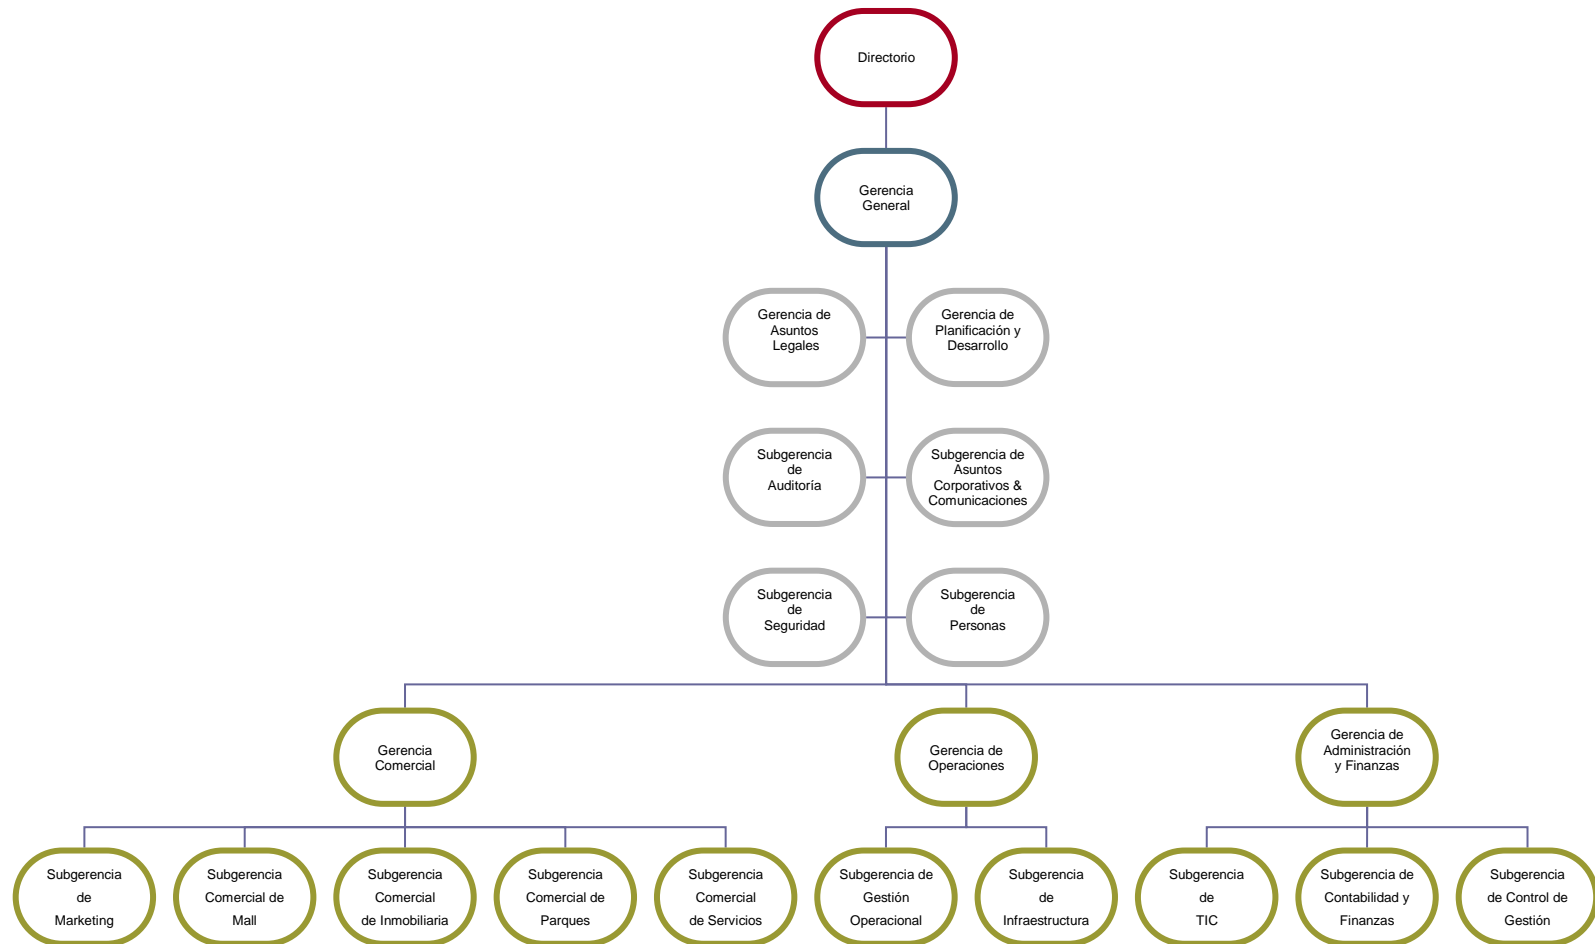 Directorio
Gerencia
General
Gerencia de
Asuntos
Legales
Gerencia de
Planificación y
Desarrollo
Subgerencia
de
Auditoría
Subgerencia de
Asuntos
Corporativos &
Comunicaciones
Subgerencia
de
Seguridad
Subgerencia
de
Personas
Gerencia
Comercial
Gerencia de
Operaciones
Gerencia de
Administración
y Finanzas
Subgerencia
de
Marketing
Subgerencia
Comercial de
Mall
Subgerencia
Comercial
de Inmobiliaria
Subgerencia
Comercial de
Parques
Subgerencia
Comercial
de Servicios
Subgerencia de
Gestión
Operacional
Subgerencia
de
Infraestructura
Subgerencia
de
TIC
Subgerencia de
Contabilidad y
Finanzas
Subgerencia
de Control de
Gestión